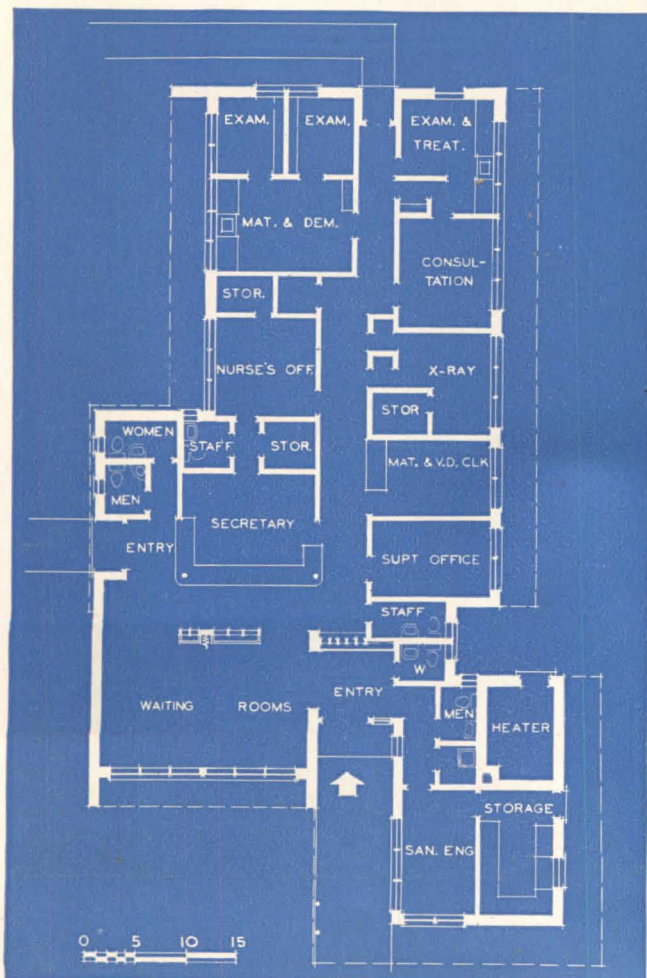 EXAM. EXAM. EXAM. &
TREAT.
MAT. & DEM.
CONSUL-
TATION
STOR.
NURSE'S OFF. X-RAY
STOR
WOMEN STAFF STOR.
MAT. & V.D. CLK
MEN
SECRETARY
ENTRY
SUPT OFFICE
STAFF
W
ENTRY
WAITING ROOMS
MEN
HEATER
STORAGE
SAN. ENG
0 5 10 15